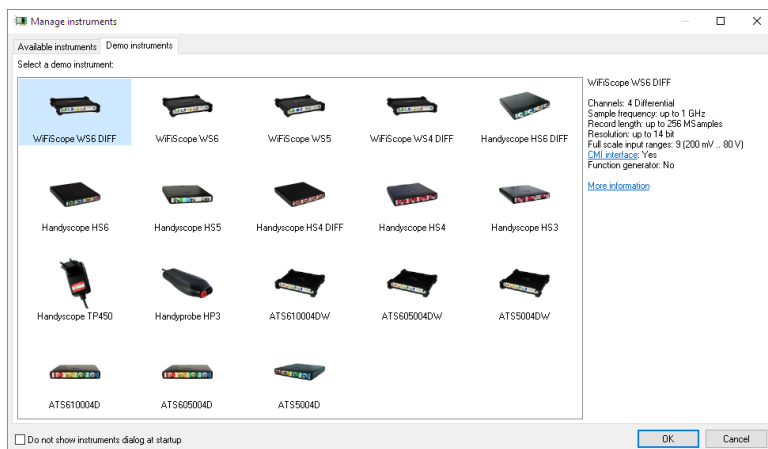 Manage instruments
Available instruments Demo instruments
Select a demo instrument:
WiFiScope WS6 DIFF WiFiScope WS6 WiFiScope WS5 WiFiScope WS4 DIFF Handyscope HS6 DIFF
Handyscope HS6 Handyscope HS5 Handyscope HS4 DIFF Handyscope HS4 Handyscope HS3
Handyscope TP450 Handyprobe HP3 ATS610004DW ATS605004DW ATS5004DW
ATS610004D ATS605004D ATS5004D
WiFiScope WS6 DIFF
Channels: 4 Differential
Sample frequency: up to 1 GHz
Record length: up to 256 MSamples
Resolution: up to 14 bit
Full scale input ranges: 9 (200 mV .. 80 V)
CMI interface: Yes
Function generator: No
More information
Do not show instruments dialog at startup
OK Cancel